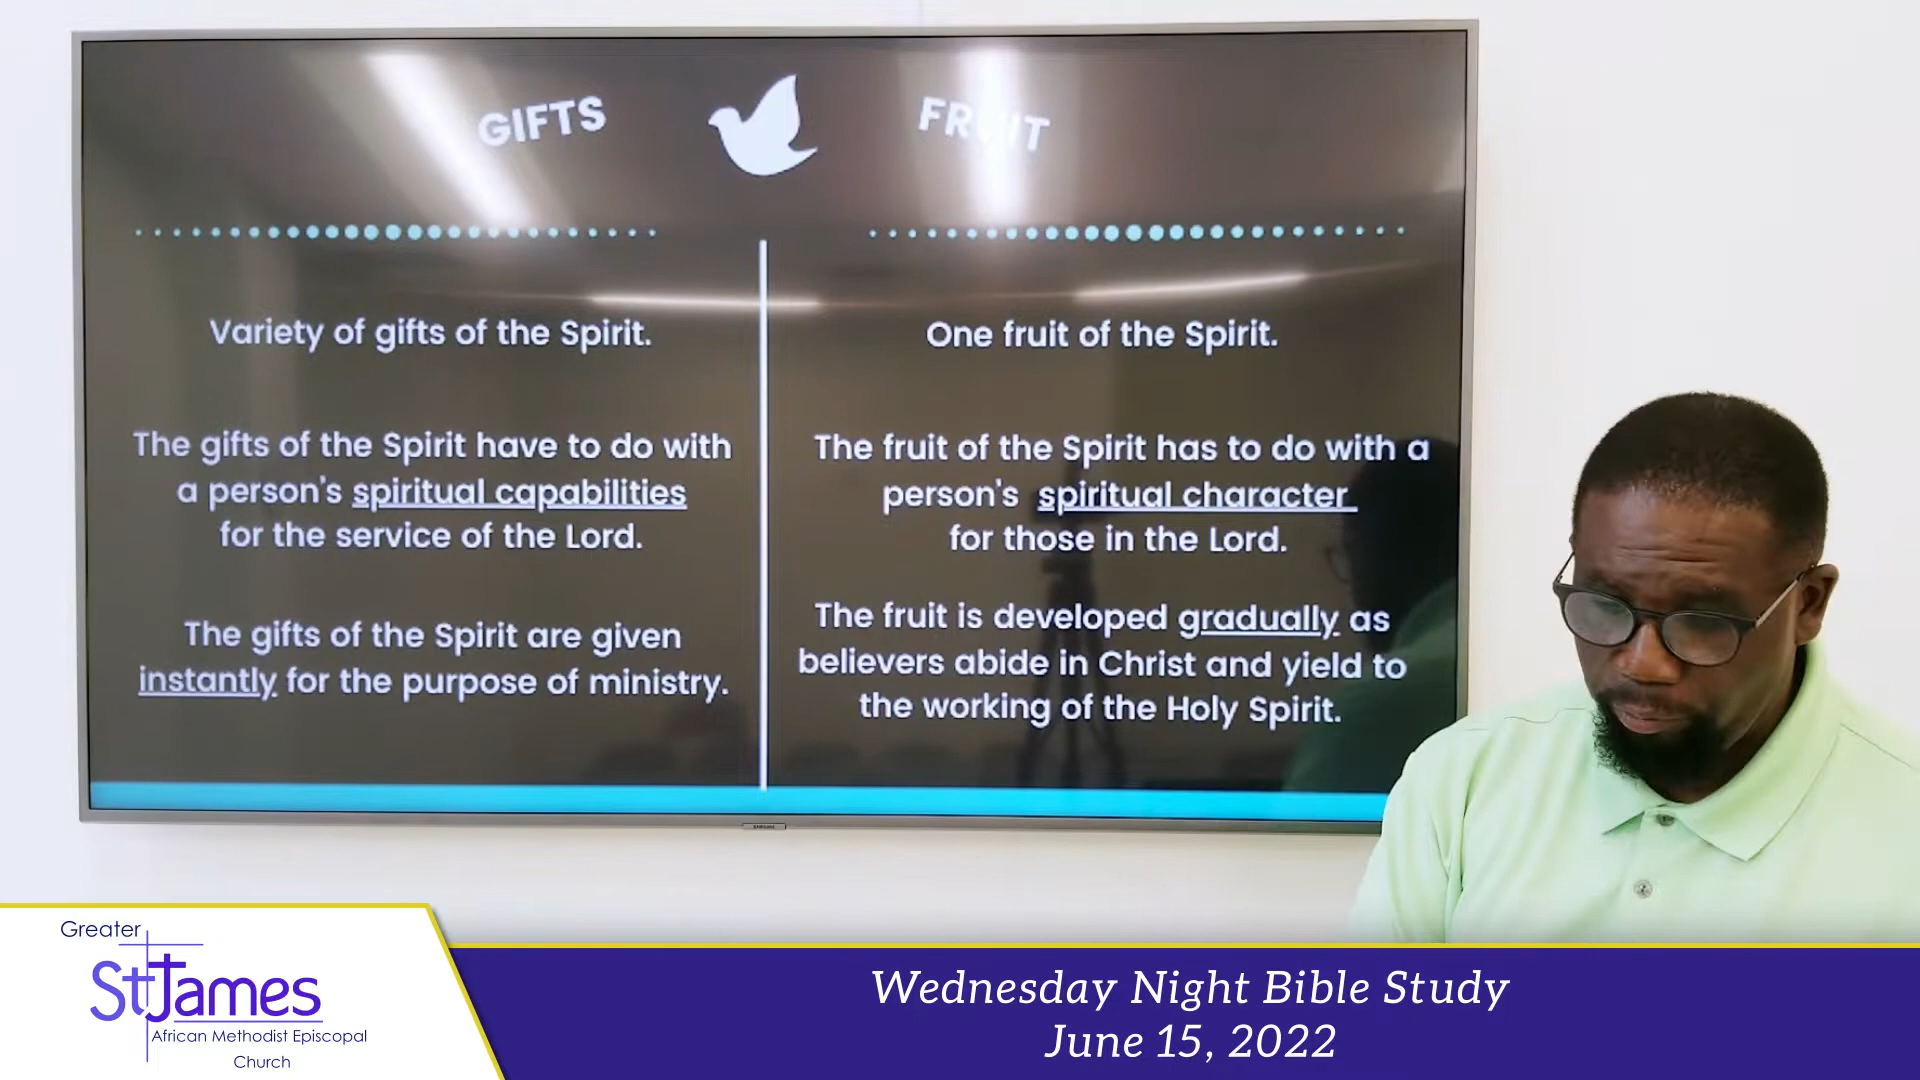 GIFTS
FRUIT
Variety of gifts of the Spirit.
The gifts of the Spirit have to do with
a person's spiritual capabilities
for the service of the Lord.
The gifts of the Spirit are given
instantly for the purpose of ministry.
One fruit of the Spirit.
The fruit of the Spirit has to do with a
person's spiritual character
for those in the Lord.
The fruit is developed gradually as
believers abide in Christ and yield to
the working of the Holy Spirit.
SAMSUNG
Greater
St James
African Methodist Episcopal
Church
Wednesday Night Bible Study
June 15, 2022